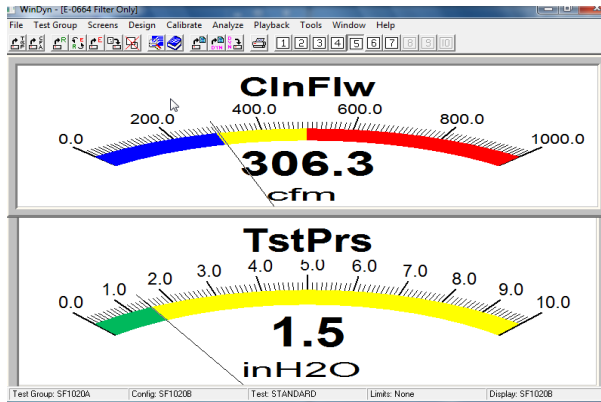 WinDyn - [E-0664 Filter Only]
File Test Group Screens Design Calibrate Analyze Playback Tools Window Help
1 2 3 4 5 6 7 8 9 10
ClnFlw
0.0 200.0 400.0 600.0 800.0 1000.0
306.3
cfm
TstPrs
0.0 1.0 2.0 3.0 4.0 5.0 6.0 7.0 8.0 9.0 10.0
1.5
inH2O
Test Group: SF1020A Config: SF1020B Test: STANDARD Limits: None Display: SF1020B